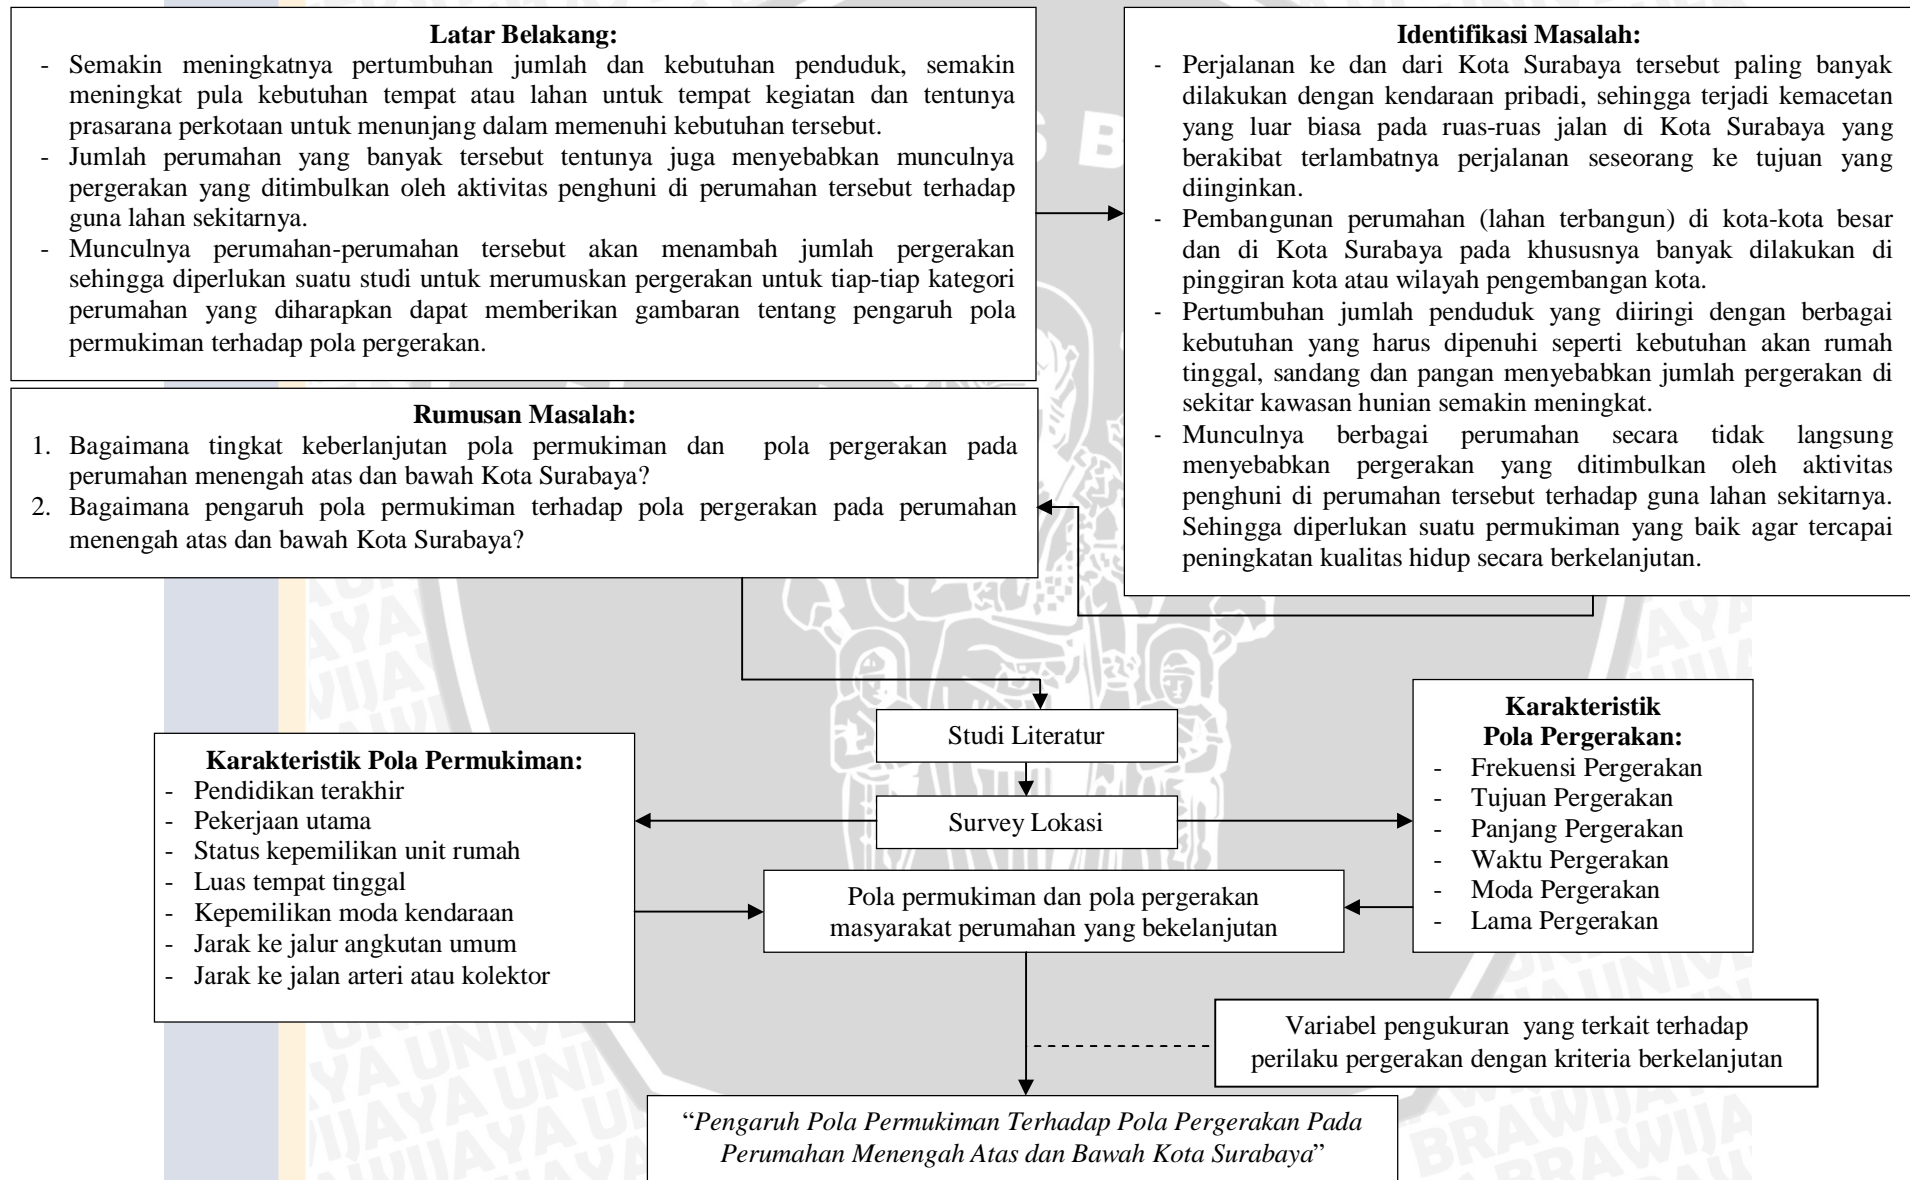 Latar Belakang:
- Semakin meningkatnya pertumbuhan jumlah dan kebutuhan penduduk, semakin
meningkat pula kebutuhan tempat atau lahan untuk tempat kegiatan dan tentunya
prasarana perkotaan untuk menunjang dalam memenuhi kebutuhan tersebut.
- Jumlah perumahan yang banyak tersebut tentunya juga menyebabkan munculnya
pergerakan yang ditimbulkan oleh aktivitas penghuni di perumahan tersebut terhadap
guna lahan sekitarnya.
- Munculnya perumahan-perumahan tersebut akan menambah jumlah pergerakan
sehingga diperlukan suatu studi untuk merumuskan pergerakan untuk tiap-tiap kategori
perumahan yang diharapkan dapat memberikan gambaran tentang pengaruh pola
permukiman terhadap pola pergerakan.
Identifikasi Masalah:
- Perjalanan ke dan dari Kota Surabaya tersebut paling banyak
dilakukan dengan kendaraan pribadi, sehingga terjadi kemacetan
yang luar biasa pada ruas-ruas jalan di Kota Surabaya yang
berakibat terlambatnya perjalanan seseorang ke tujuan yang
diinginkan.
- Pembangunan perumahan (lahan terbangun) di kota-kota besar
dan di Kota Surabaya pada khususnya banyak dilakukan di
pinggiran kota atau wilayah pengembangan kota.
- Pertumbuhan jumlah penduduk yang diiringi dengan berbagai
kebutuhan yang harus dipenuhi seperti kebutuhan akan rumah
tinggal, sandang dan pangan menyebabkan jumlah pergerakan di
sekitar kawasan hunian semakin meningkat.
- Munculnya berbagai perumahan secara tidak langsung
menyebabkan pergerakan yang ditimbulkan oleh aktivitas
penghuni di perumahan tersebut terhadap guna lahan sekitarnya.
Sehingga diperlukan suatu permukiman yang baik agar tercapai
peningkatan kualitas hidup secara berkelanjutan.
Rumusan Masalah:
1. Bagaimana tingkat keberlanjutan pola permukiman dan pola pergerakan pada
perumahan menengah atas dan bawah Kota Surabaya?
2. Bagaimana pengaruh pola permukiman terhadap pola pergerakan pada perumahan
menengah atas dan bawah Kota Surabaya?
Studi Literatur
Survey Lokasi
Karakteristik Pola Permukiman:
- Pendidikan terakhir
- Pekerjaan utama
- Status kepemilikan unit rumah
- Luas tempat tinggal
- Kepemilikan moda kendaraan
- Jarak ke jalur angkutan umum
- Jarak ke jalan arteri atau kolektor
Karakteristik
Pola Pergerakan:
- Frekuensi Pergerakan
- Tujuan Pergerakan
- Panjang Pergerakan
- Waktu Pergerakan
- Moda Pergerakan
- Lama Pergerakan
Pola permukiman dan pola pergerakan
masyarakat perumahan yang bekelanjutan
Variabel pengukuran yang terkait terhadap
perilaku pergerakan dengan kriteria berkelanjutan
“Pengaruh Pola Permukiman Terhadap Pola Pergerakan Pada
Perumahan Menengah Atas dan Bawah Kota Surabaya”